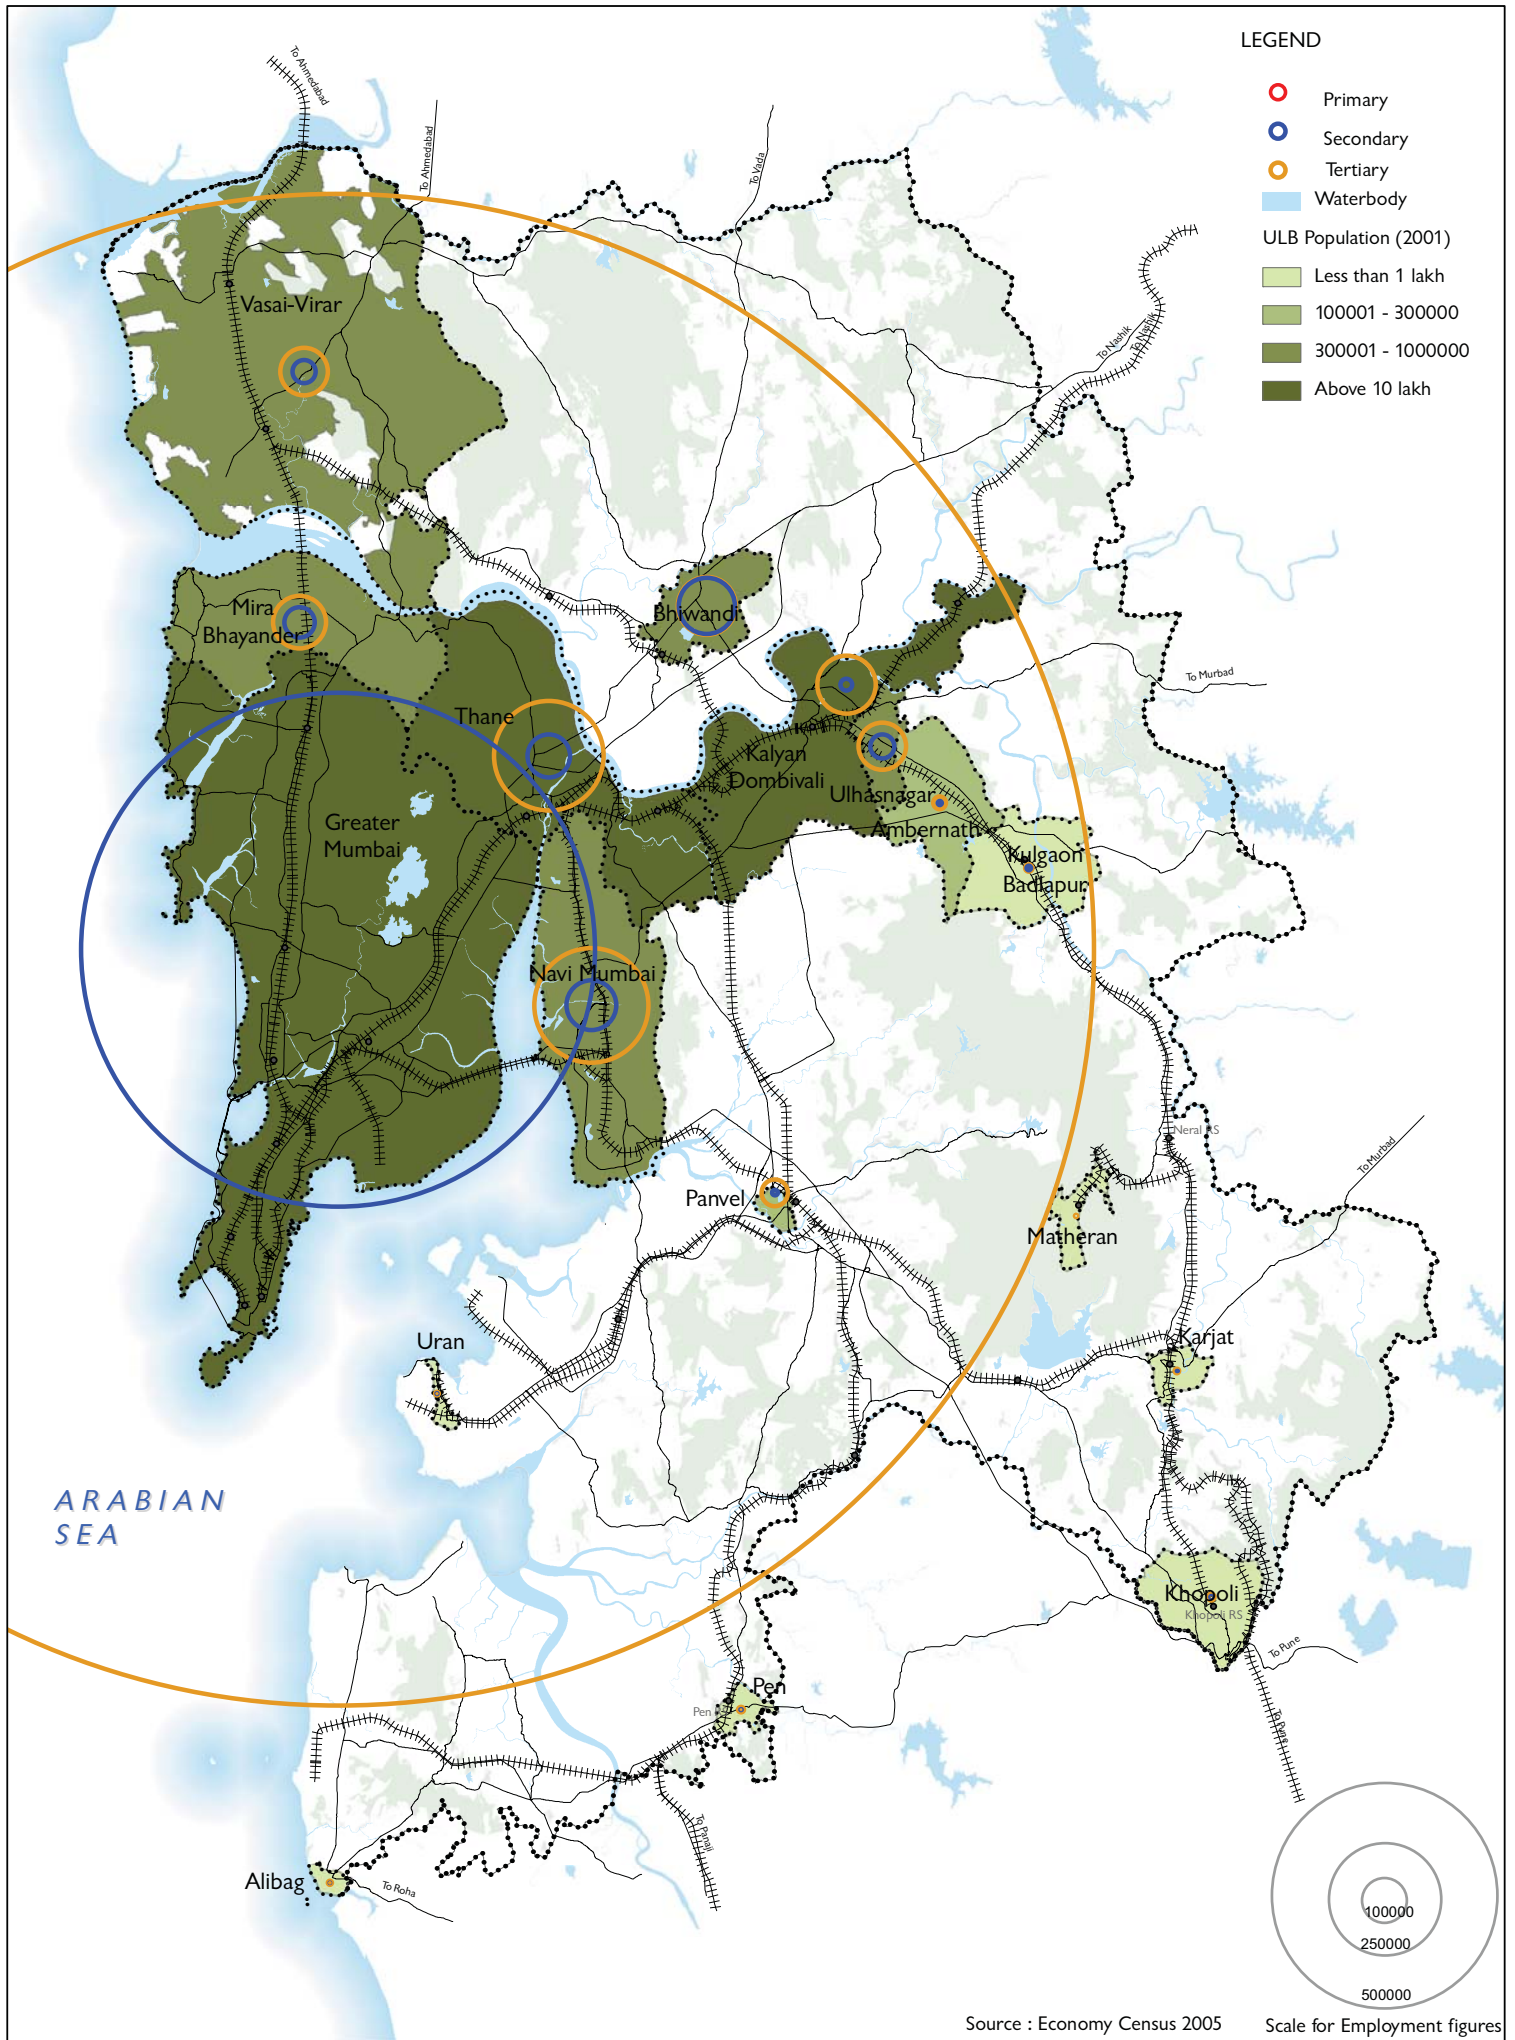 LEGEND
Primary
Secondary
Tertiary
Waterbody
ULB Population (2001)
Less than 1 lakh
100001 - 300000
300001 - 1000000
Above 10 lakh
To Ahmedabad
To Ahmedabad
To Vada
To Nashik
To Nashik
Vasai-Virar
Mira
Bhayander
Bhiwandi
To Murbad
Thane
Kalyan
Dombivali
Ulhasnagar
Ambernath
Greater
Mumbai
Kulgaon
Badlapur
Navi Mumbai
Neral RS
To Murbad
Panvel
Matheran
Uran
Karjat
ARABIAN
SEA
Khopoli
Khopoli RS
To Pune
To Pune
Pen
Pen
To Panaji
Alibag
To Roha
100000
250000
500000
Source : Economy Census 2005
Scale for Employment figures